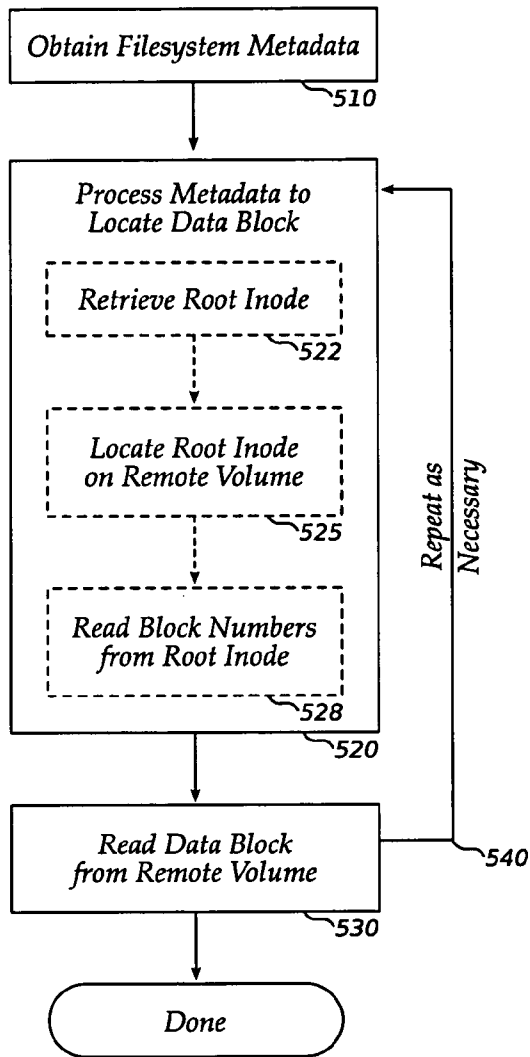 Obtain Filesystem Metadata
510
Process Metadata to
Locate Data Block
Retrieve Root Inode
522
Locate Root Inode
on Remote Volume
525
Read Block Numbers
from Root Inode
528
520
Repeat as
Necessary
Read Data Block
from Remote Volume
540
530
Done